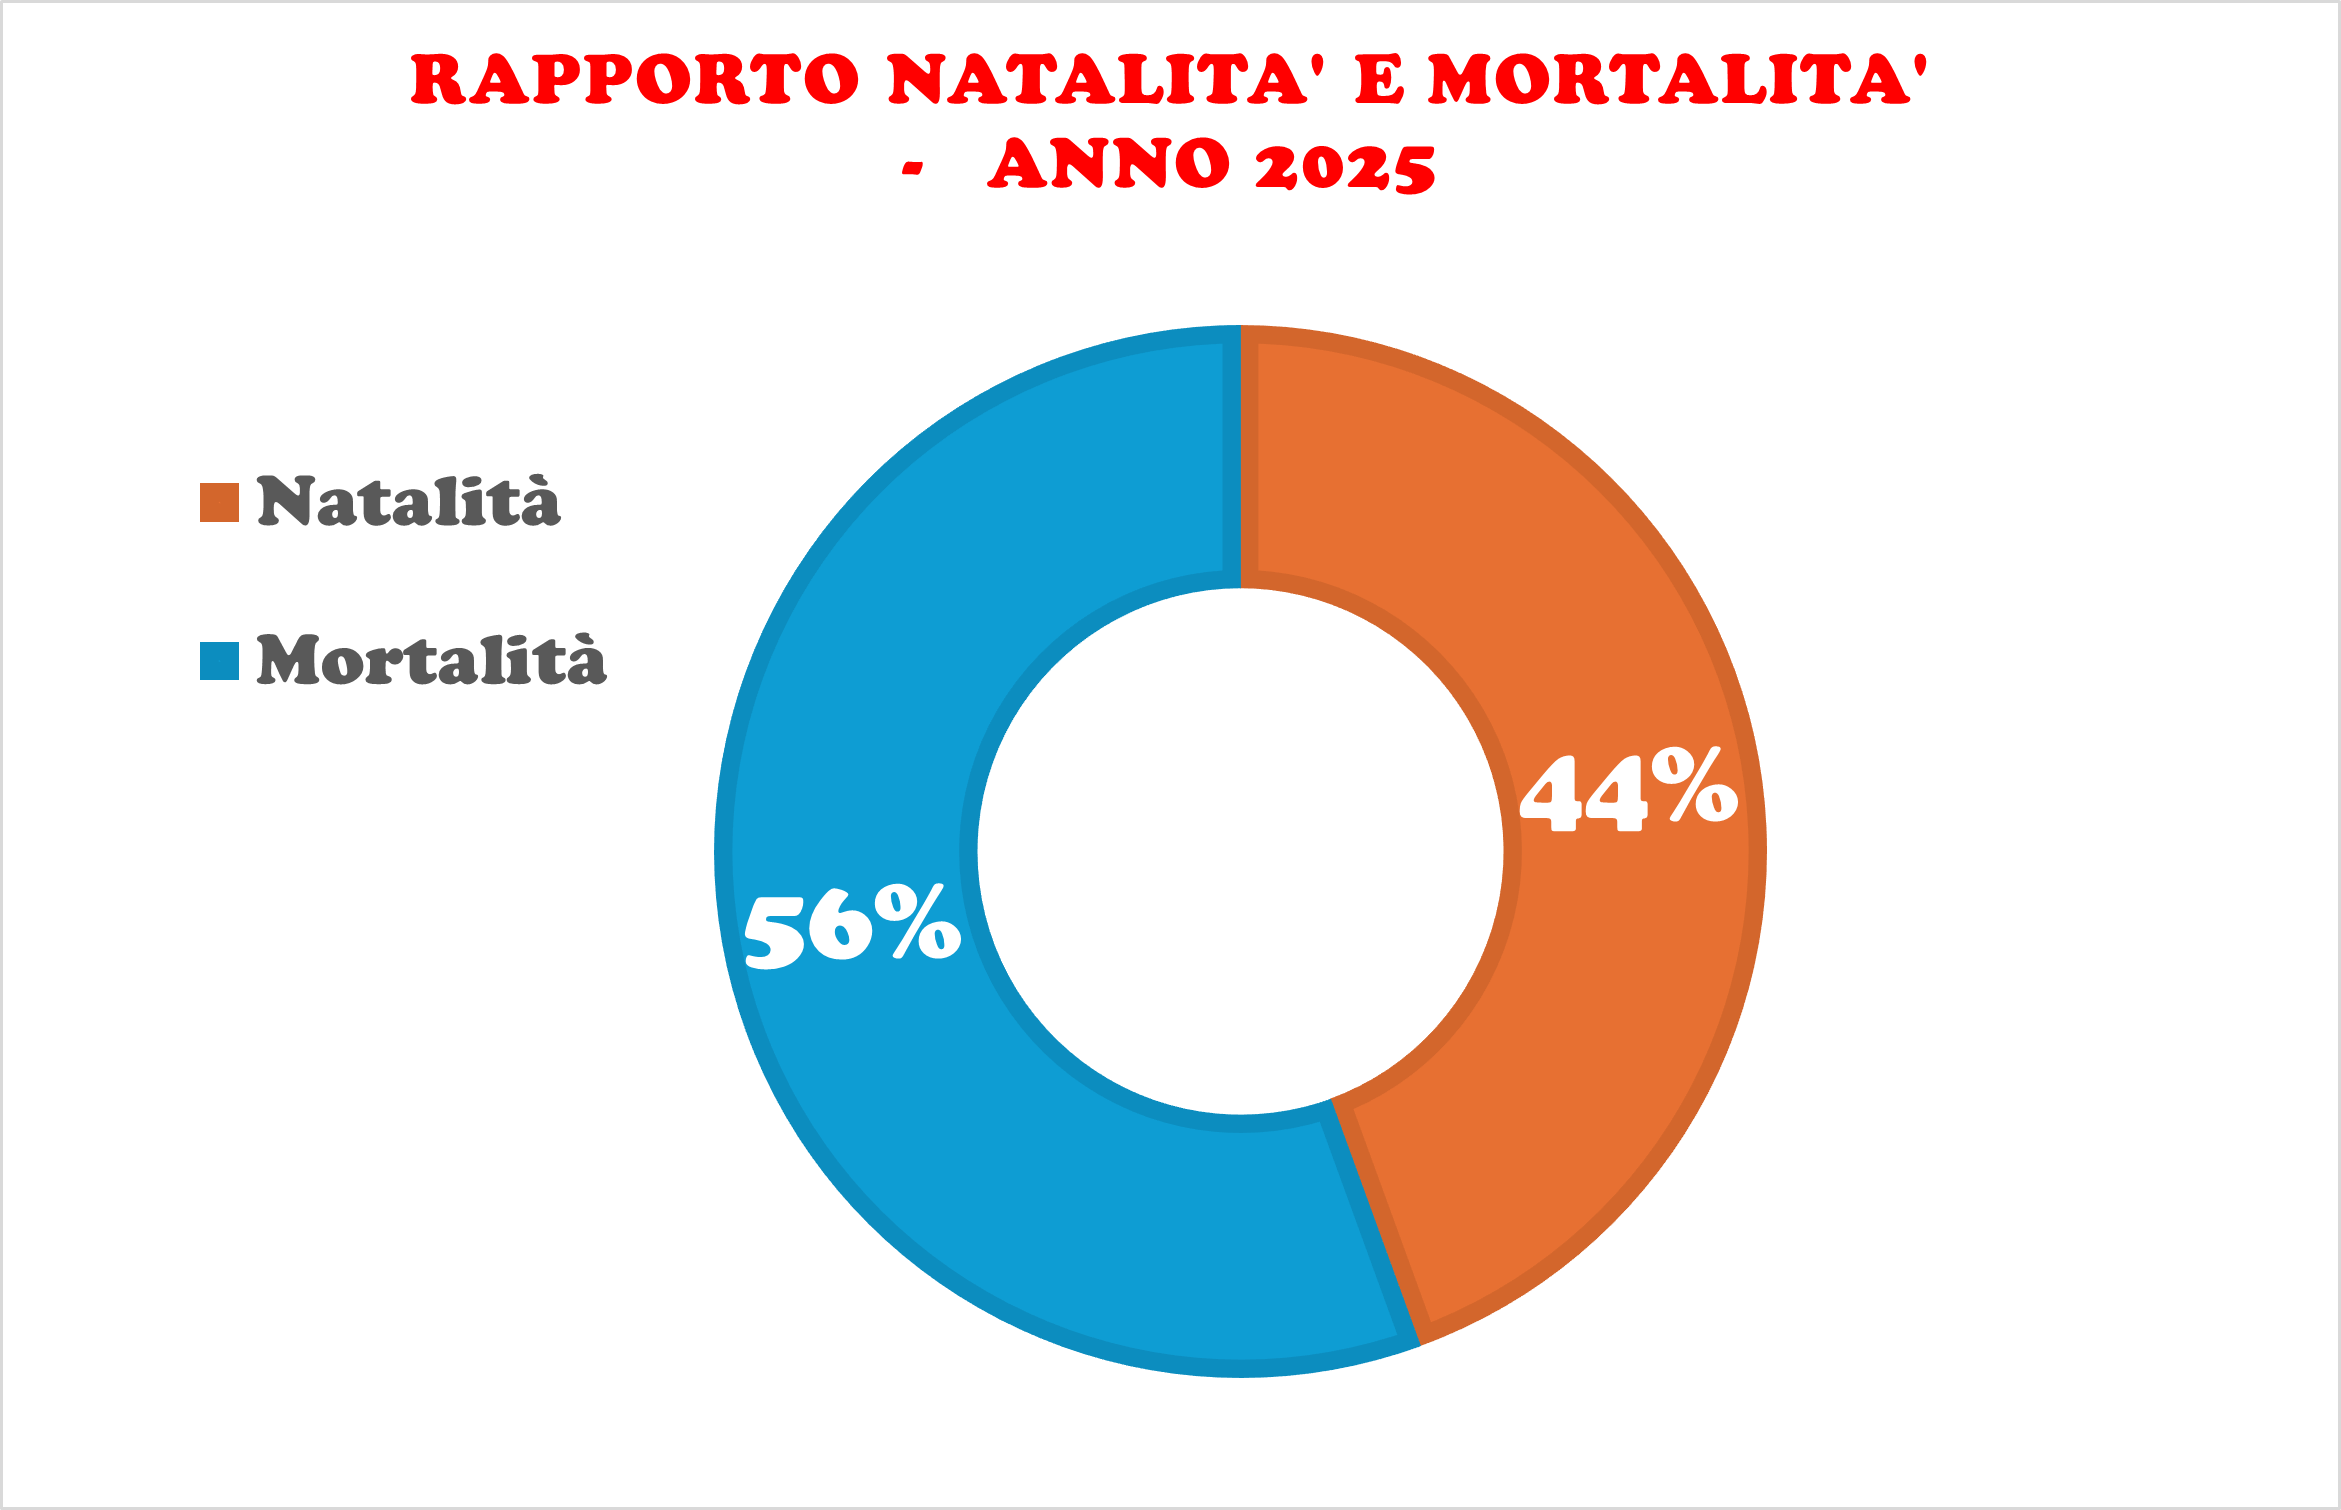 RAPPORTO NATALITA' E MORTALITA'
- ANNO 2025
Natalità
Mortalità
44%
56%